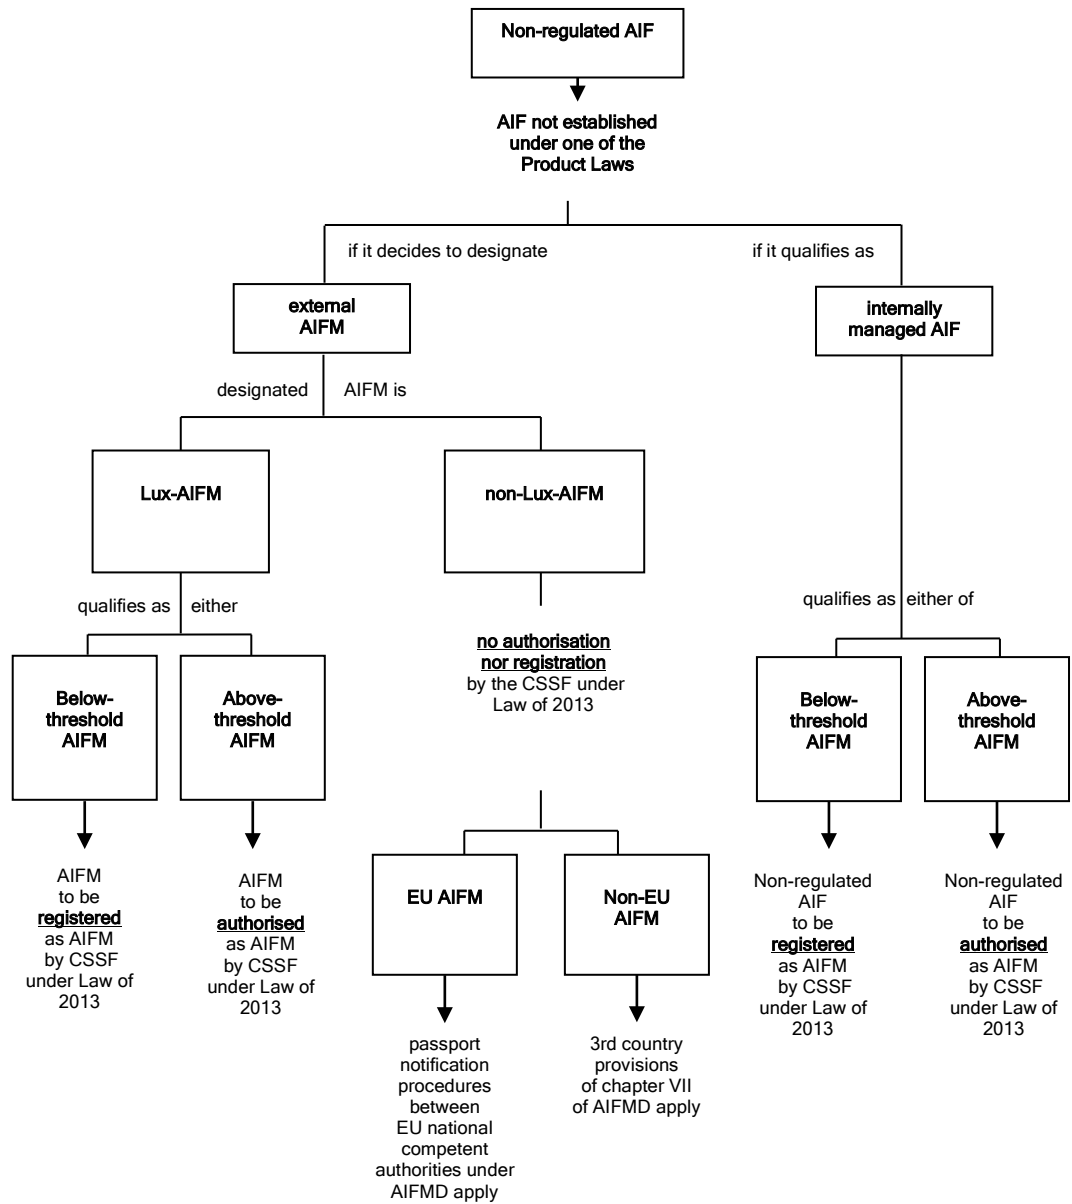 Non-regulated AIF
AIF not established
under one of the
Product Laws
if it decides to designate
if it qualifies as
external
AIFM
internally
managed AIF
designated AIFM is
Lux-AIFM
non-Lux-AIFM
qualifies as either
qualifies as either of
no authorisation
nor registration
by the CSSF under
Law of 2013
Below-
threshold
AIFM
Above-
threshold
AIFM
Below-
threshold
AIFM
Above-
threshold
AIFM
AIFM
to be
registered
as AIFM
by CSSF
under Law of
2013
AIFM
to be
authorised
as AIFM
by CSSF
under Law of
2013
EU AIFM
Non-EU
AIFM
Non-regulated
AIF
to be
registered
as AIFM
by CSSF
under Law of
2013
Non-regulated
AIF
to be
authorised
as AIFM
by CSSF
under Law of
2013
passport
notification
procedures
between
EU national
competent
authorities under
AIFMD apply
3rd country
provisions
of chapter VII
of AIFMD apply